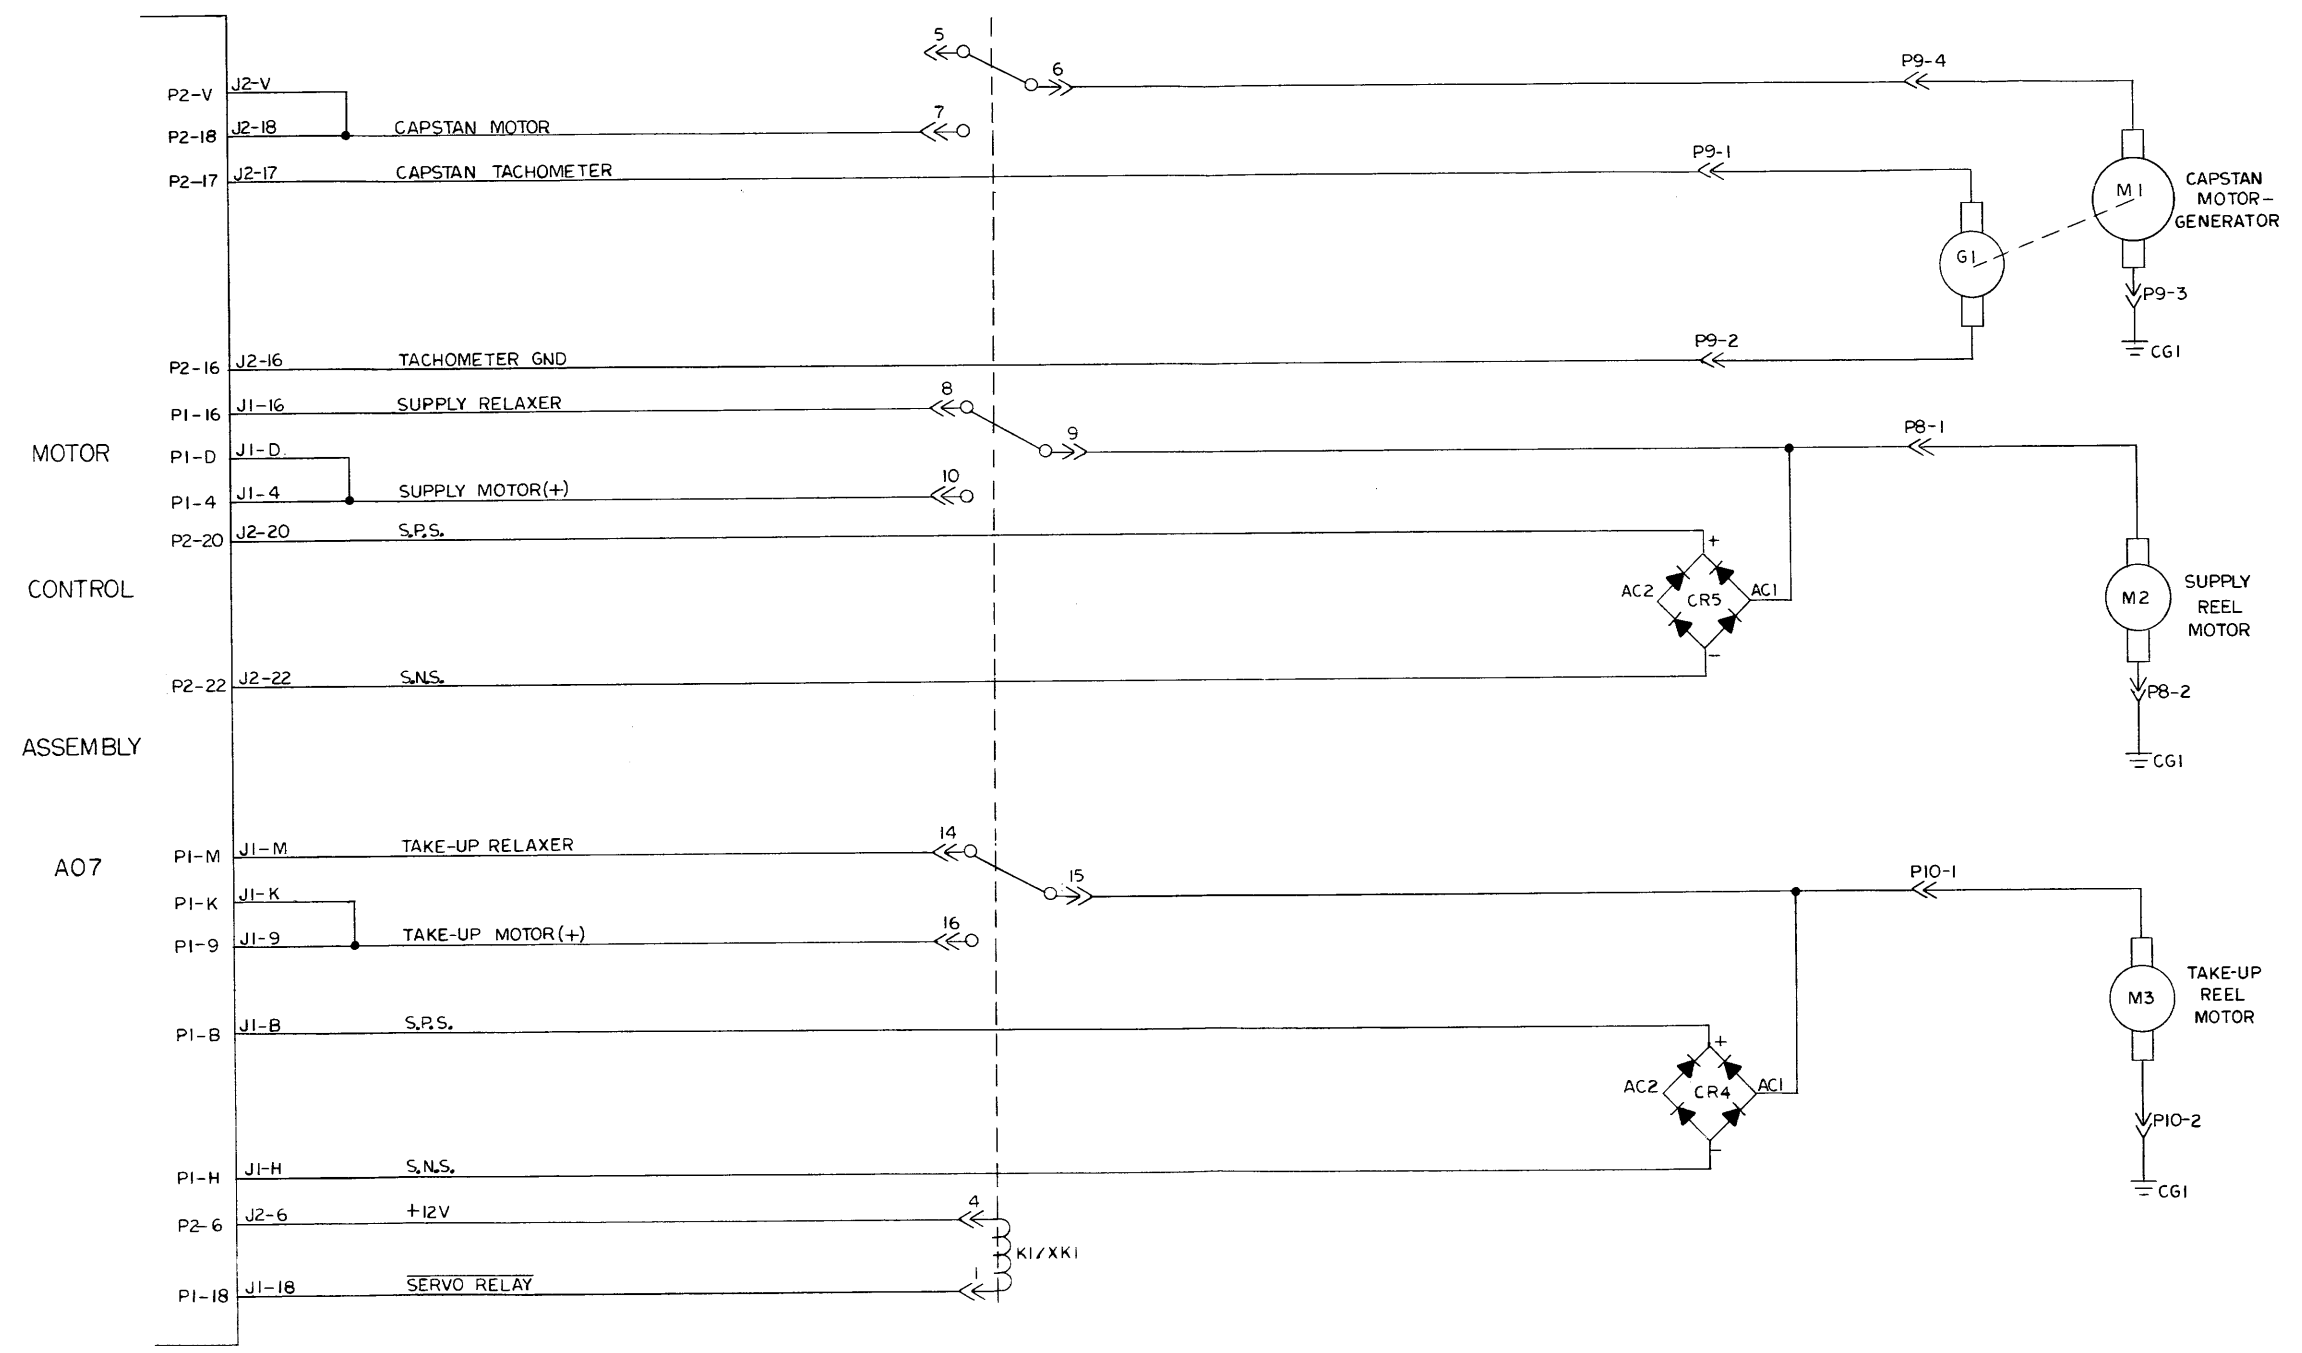 5
6
P9-4
P2-V J2-V
7
P2-18 J2-18 CAPSTAN MOTOR
P9-1
P2-17 J2-17 CAPSTAN TACHOMETER
M1
CAPSTAN
MOTOR-
GENERATOR
G1
P9-3
CG1
P9-2
P2-16 J2-16 TACHOMETER GND
8
P1-16 J1-16 SUPPLY RELAXER
9
P8-1
MOTOR
P1-D J1-D.
10
P1-4 J1-4 SUPPLY MOTOR(+)
P2-20 J2-20 S.P.S.
+
CONTROL
AC2 CR5 AC1
M2
SUPPLY
REEL
MOTOR
-
P2-22 J2-22 S.N.S.
P8-2
ASSEMBLY
CG1
14
P1-M J1-M TAKE-UP RELAXER
A07
15
P10-1
P1-K J1-K
16
P1-9 J1-9 TAKE-UP MOTOR(+)
M3
TAKE-UP
REEL
MOTOR
P1-B J1-B S.P.S.
+
AC2 CR4 AC1
P10-2
-
P1-H J1-H S.N.S.
CG1
4
P2-6 J2-6 +12V
K1/XK1
1
P1-18 J1-18 SERVO RELAY